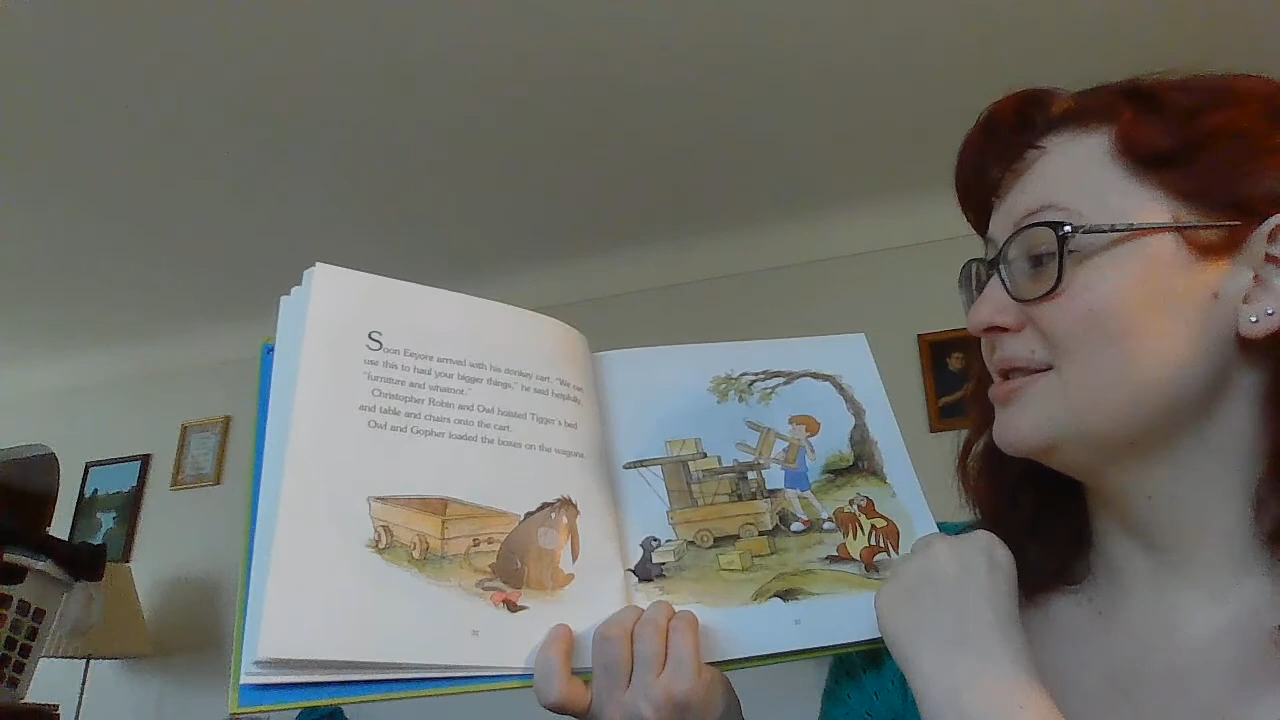 Soon Eeyore arrived with his donkey cart. "We can
use this to haul your bigger things," he said helpfully,
"furniture and whatnot."
Christopher Robin and Owl hoisted Tigger's bed
and table and chairs onto the cart.
Owl and Gopher loaded the boxes on the wagons.